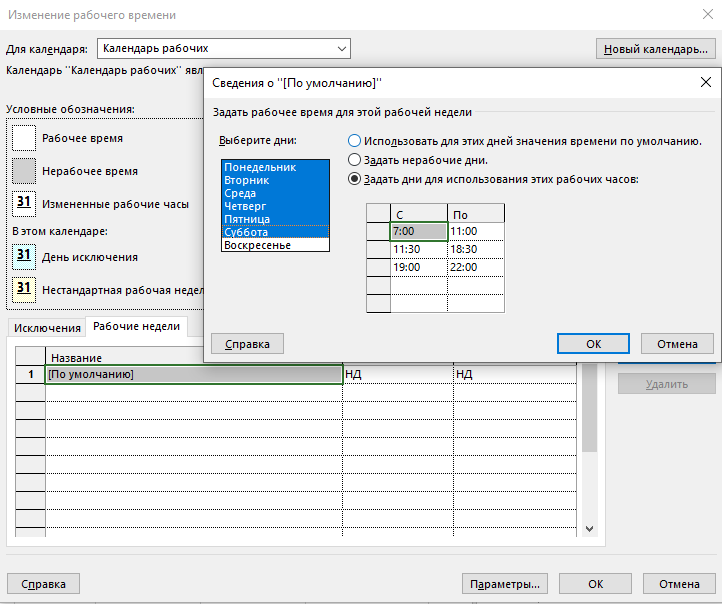 Изменение рабочего времени
Для календаря: Календарь рабочих Новый календарь...
Календарь ''Календарь рабочих'' явл
Сведения о ''[По умолчанию]''
Задать рабочее время для этой рабочей недели
Выберите дни:
Понедельник
Вторник
Среда
Четверг
Пятница
Суббота
Воскресенье
Использовать для этих дней значения времени по умолчанию.
Задать нерабочие дни.
Задать дни для использования этих рабочих часов:
С По
7:00 11:00
11:30 18:30
19:00 22:00
Справка ОК Отмена
Условные обозначения:
Рабочее время
Нерабочее время
31 Измененные рабочие часы
В этом календаре:
31 День исключения
31 Нестандартная рабочая недел
Исключения Рабочие недели
Название
1 [По умолчанию] НД НД
Удалить
Справка Параметры... ОК Отмена